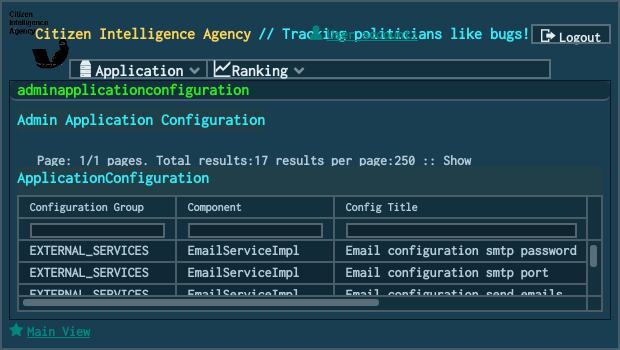 Citizen
Intelligence
Agency
Citizen Intelligence Agency // Tracking politicians like bugs!
Logout
Application
Ranking
adminapplicationconfiguration
Admin Application Configuration
Page: 1/1 pages. Total results:17 results per page:250 :: Show
ApplicationConfiguration
Configuration Group Component Config Title
EXTERNAL_SERVICES EmailServiceImpl Email configuration smtp password
EXTERNAL_SERVICES EmailServiceImpl Email configuration smtp port
EXTERNAL_SERVICES EmailServiceImpl Email configuration send emails
Main View